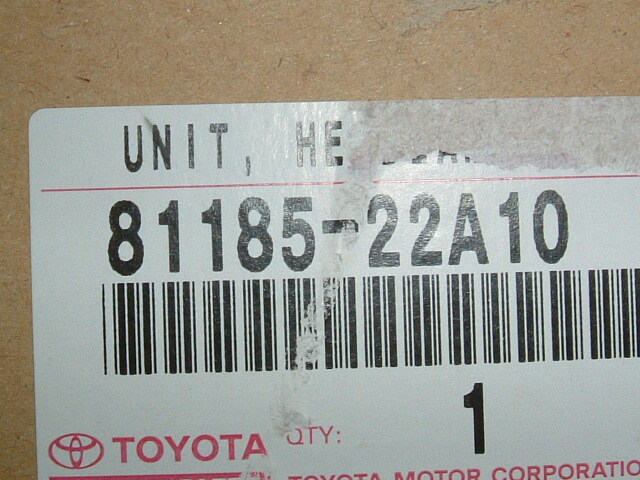 UNIT, HE
81185-22A10
QTY: 1
TOYOTA
TOYOTA MOTOR CORPORATION